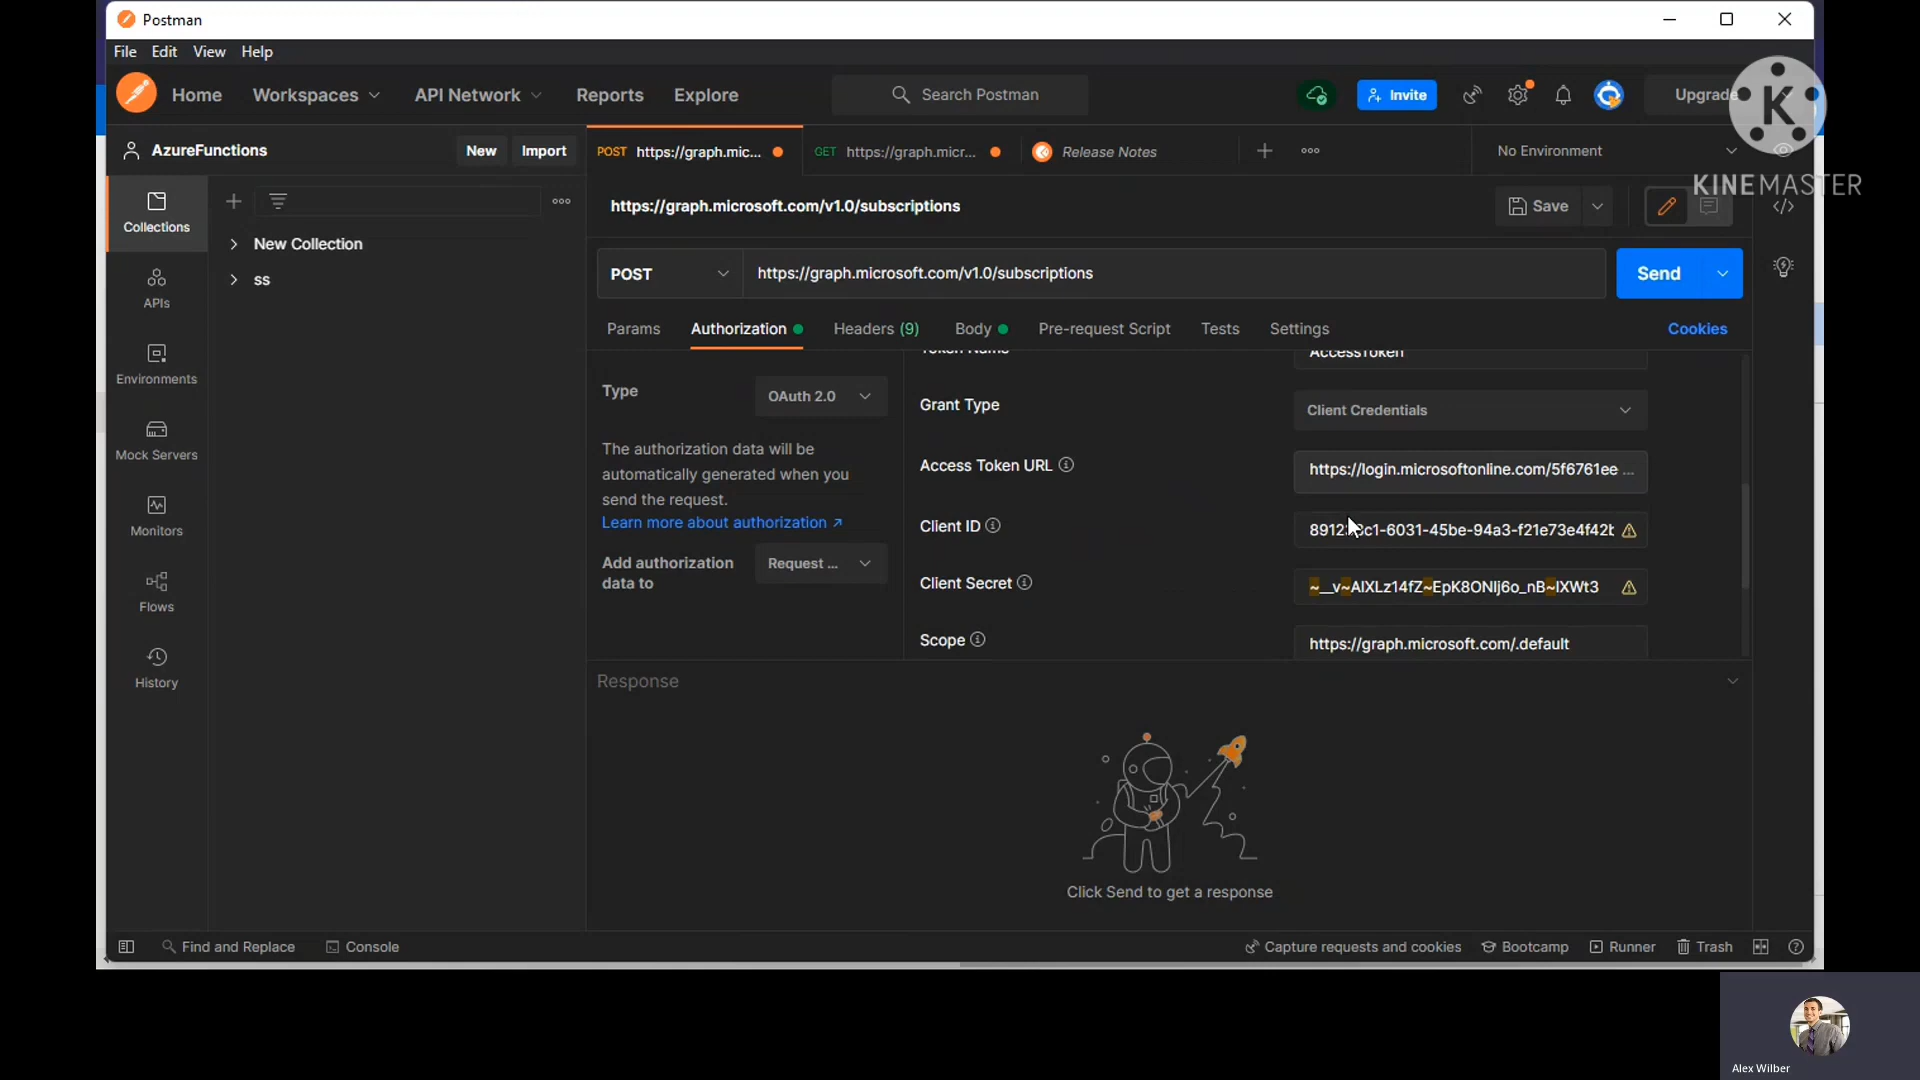 Postman
File Edit View Help
Home Workspaces API Network Reports Explore
Search Postman
Invite
Upgrade
K
KINEMASTER
AzureFunctions
New Import
POST https://graph.mic...
GET https://graph.micr...
Release Notes
No Environment
Collections
APIs
Environments
Mock Servers
Monitors
Flows
History
New Collection
ss
https://graph.microsoft.com/v1.0/subscriptions
Save
POST
https://graph.microsoft.com/v1.0/subscriptions
Send
Params Authorization Headers (9) Body Pre-request Script Tests Settings
Cookies
Type
OAuth 2.0
The authorization data will be
automatically generated when you
send the request.
Learn more about authorization ↗
Add authorization
data to
Request ...
Token Name
AccessToken
Grant Type
Client Credentials
Access Token URL
https://login.microsoftonline.com/5f6761ee ...
Client ID
Client Secret
Scope
https://graph.microsoft.com/.default
Response
Click Send to get a response
Find and Replace Console
Capture requests and cookies Bootcamp Runner Trash
Alex Wilber